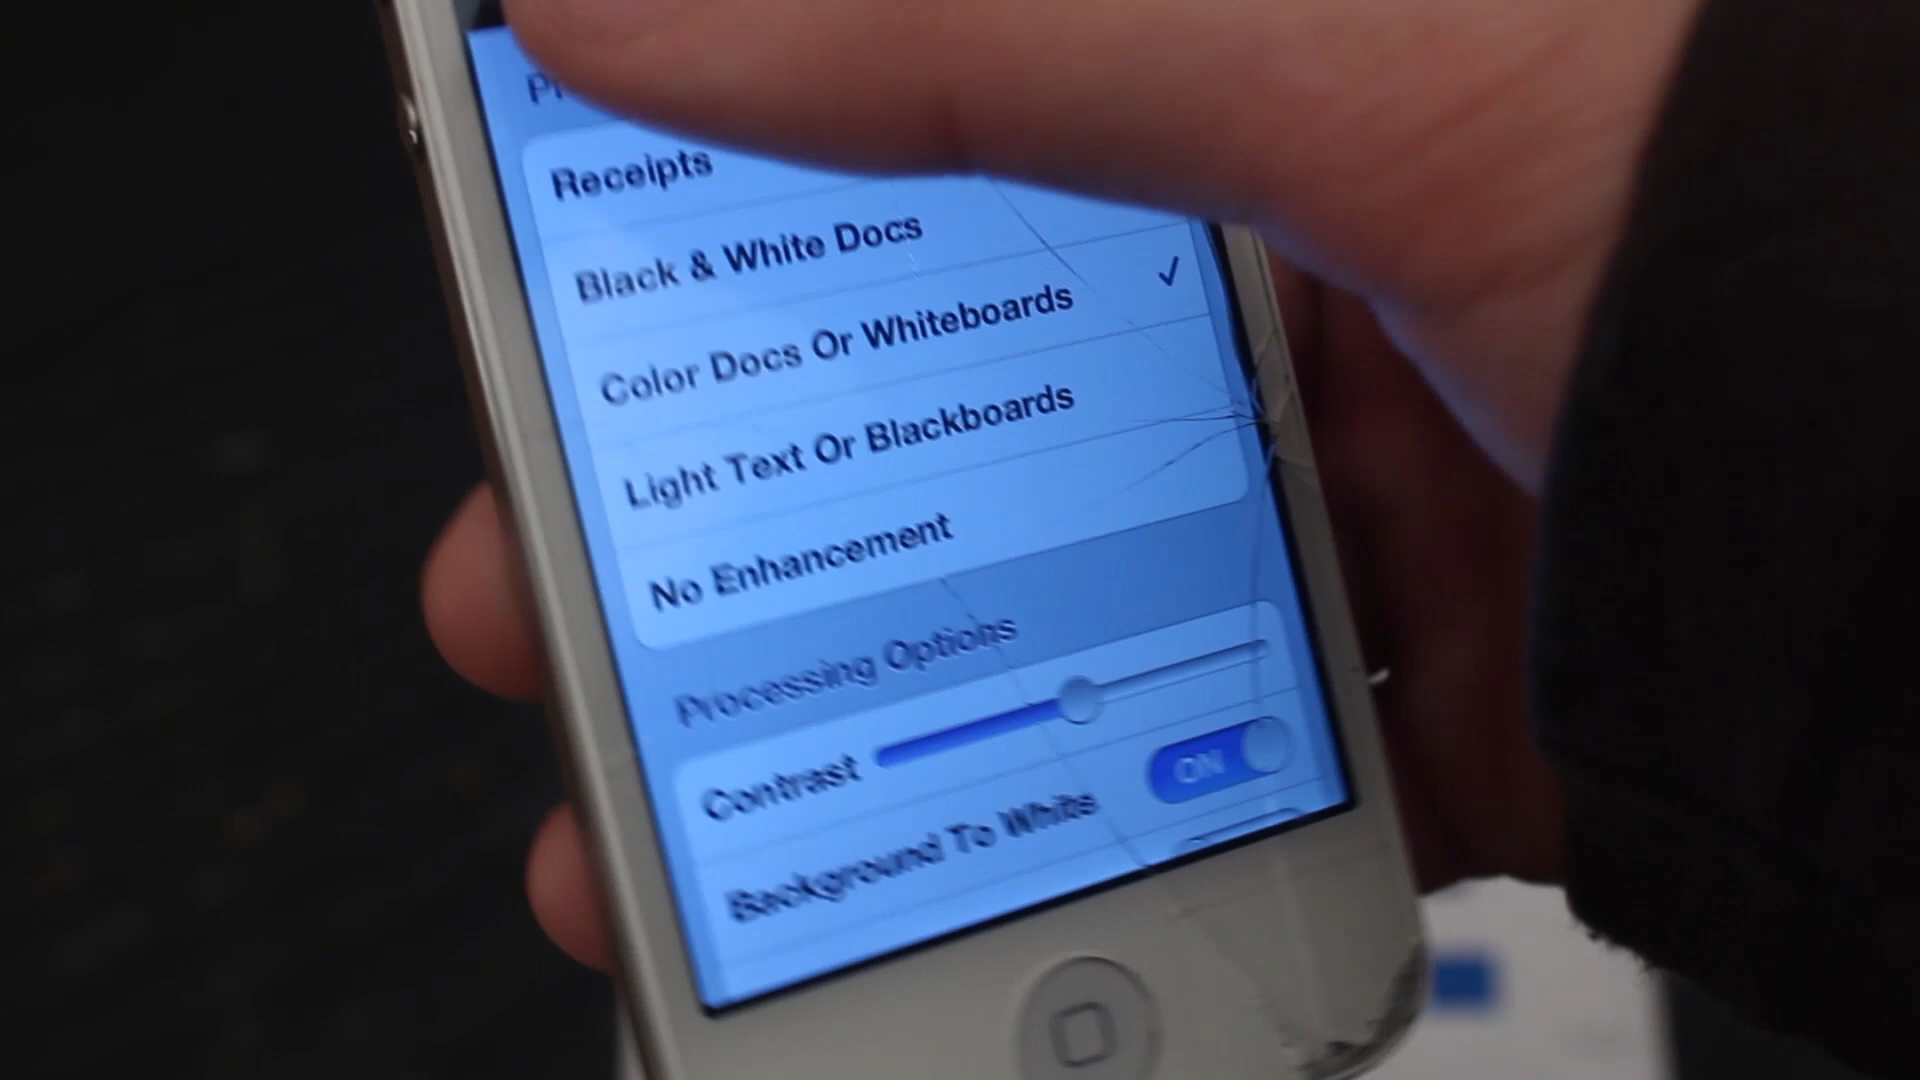 Receipts
Black & White Docs
Color Docs Or Whiteboards
Light Text Or Blackboards
No Enhancement
Processing Options
Contrast
Background To White
ON